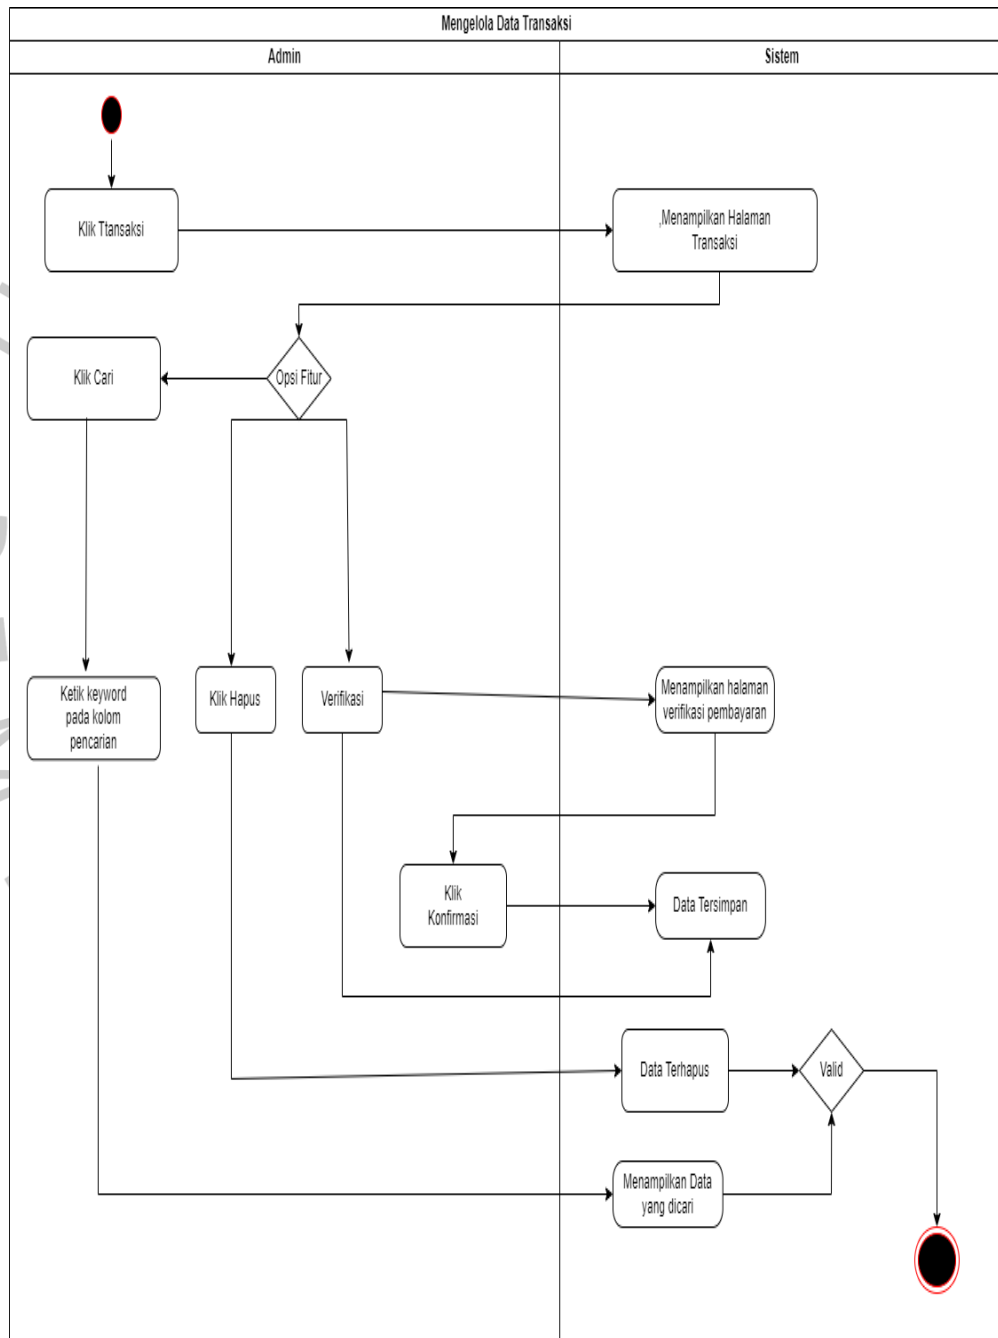 Mengelola Data Transaksi
Admin
Sistem
Klik Ttansaksi
,Menampilkan Halaman
Transaksi
Klik Cari
Opsi Fitur
Ketik keyword
pada kolom
pencarian
Klik Hapus
Verifikasi
Menampilkan halaman
verifikasi pembayaran
Klik
Konfirmasi
Data Tersimpan
Data Terhapus
Valid
Menampilkan Data
yang dicari